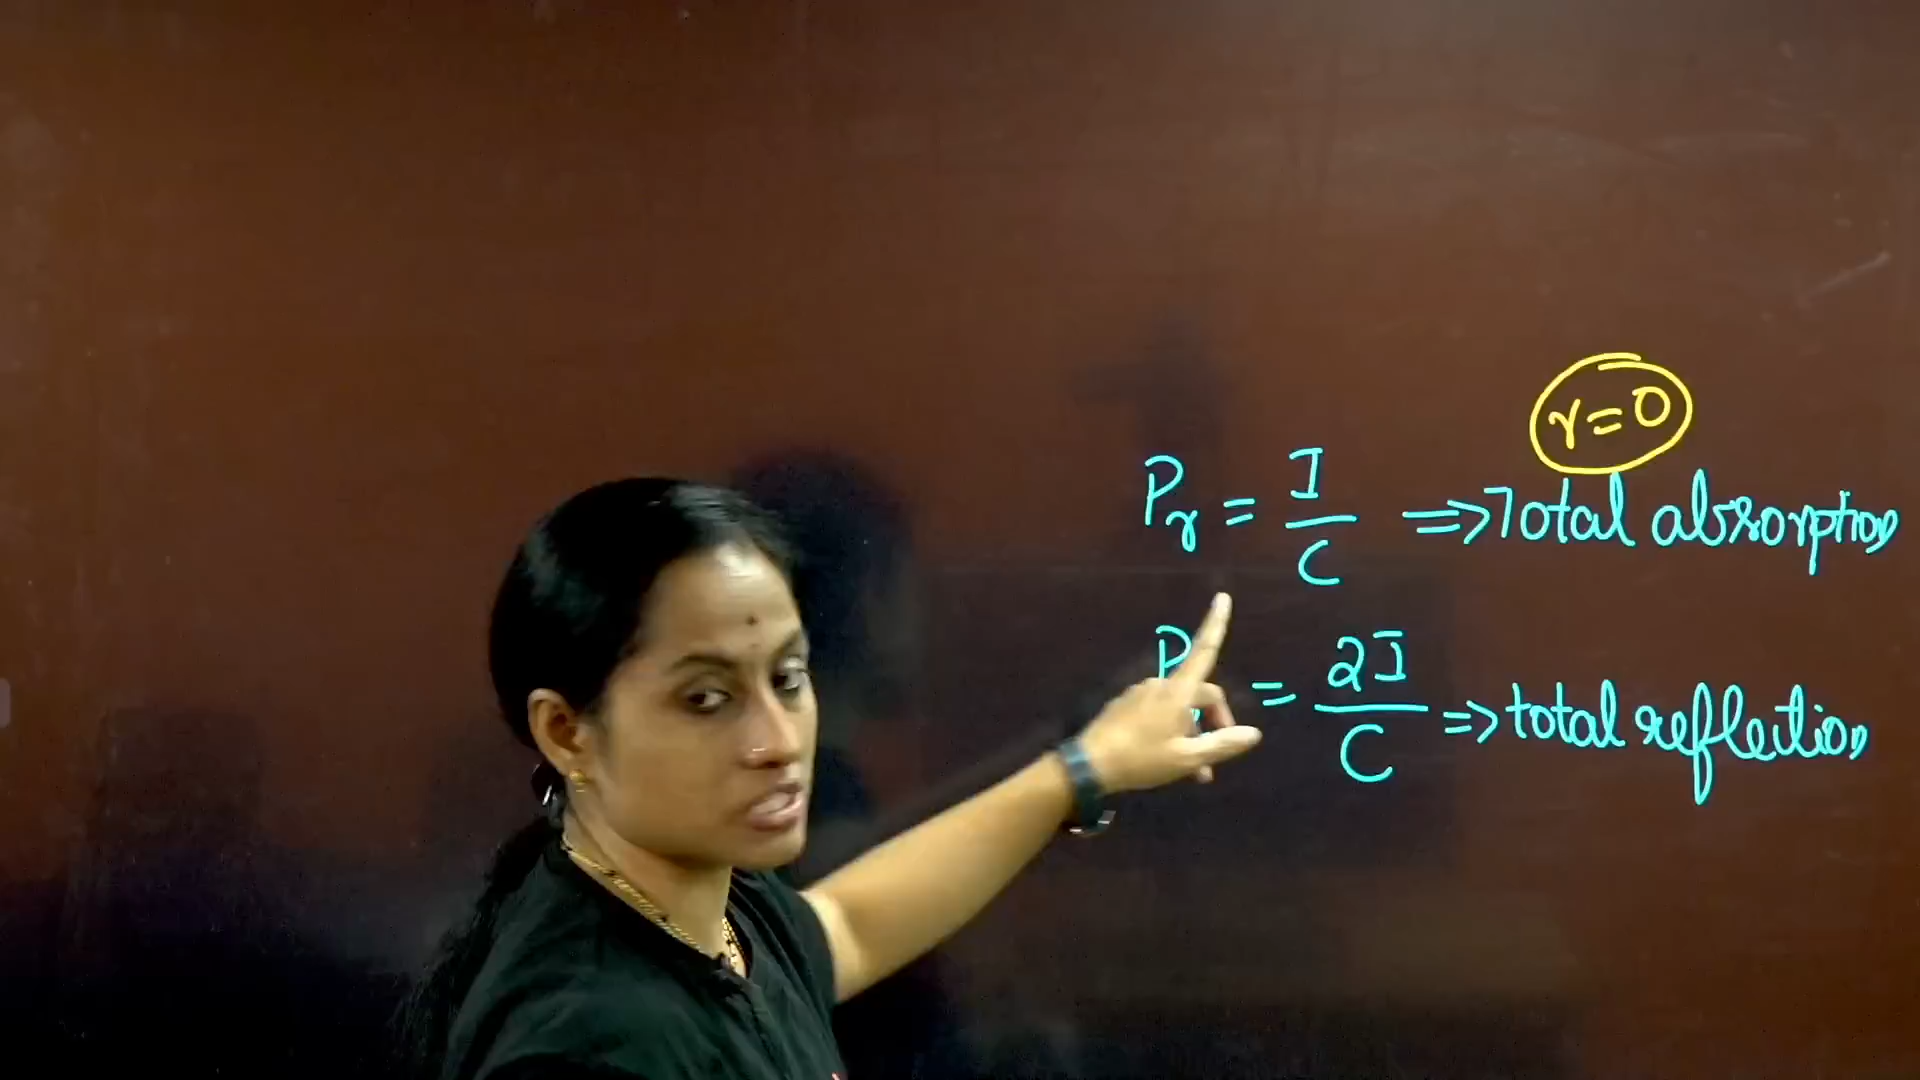 r = 0
Pr = I/C ⇒ Total absorption
P = 2I/C ⇒ total reflection